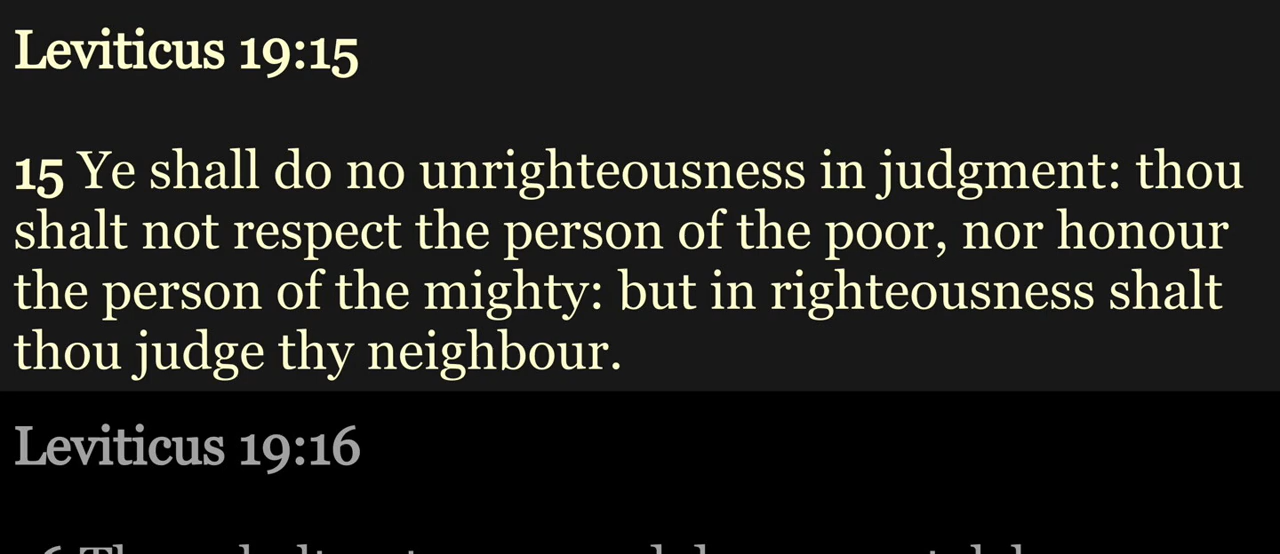 Leviticus 19:15
15 Ye shall do no unrighteousness in judgment: thou
shalt not respect the person of the poor, nor honour
the person of the mighty: but in righteousness shalt
thou judge thy neighbour.
Leviticus 19:16